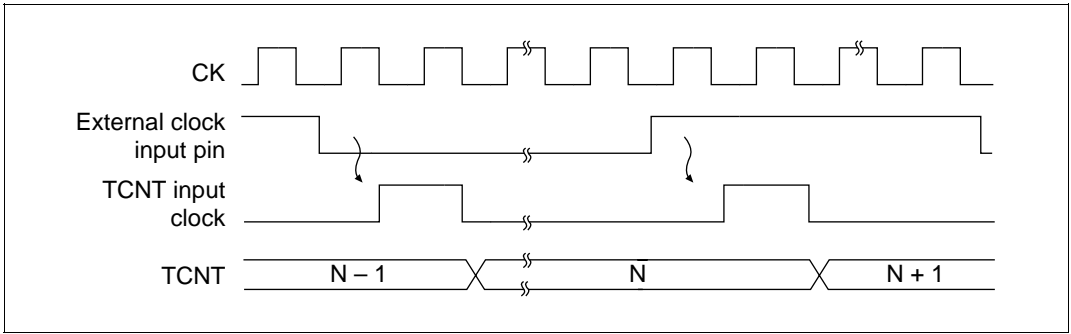 CK
External clock
input pin
TCNT input
clock
TCNT
N – 1
N
N + 1